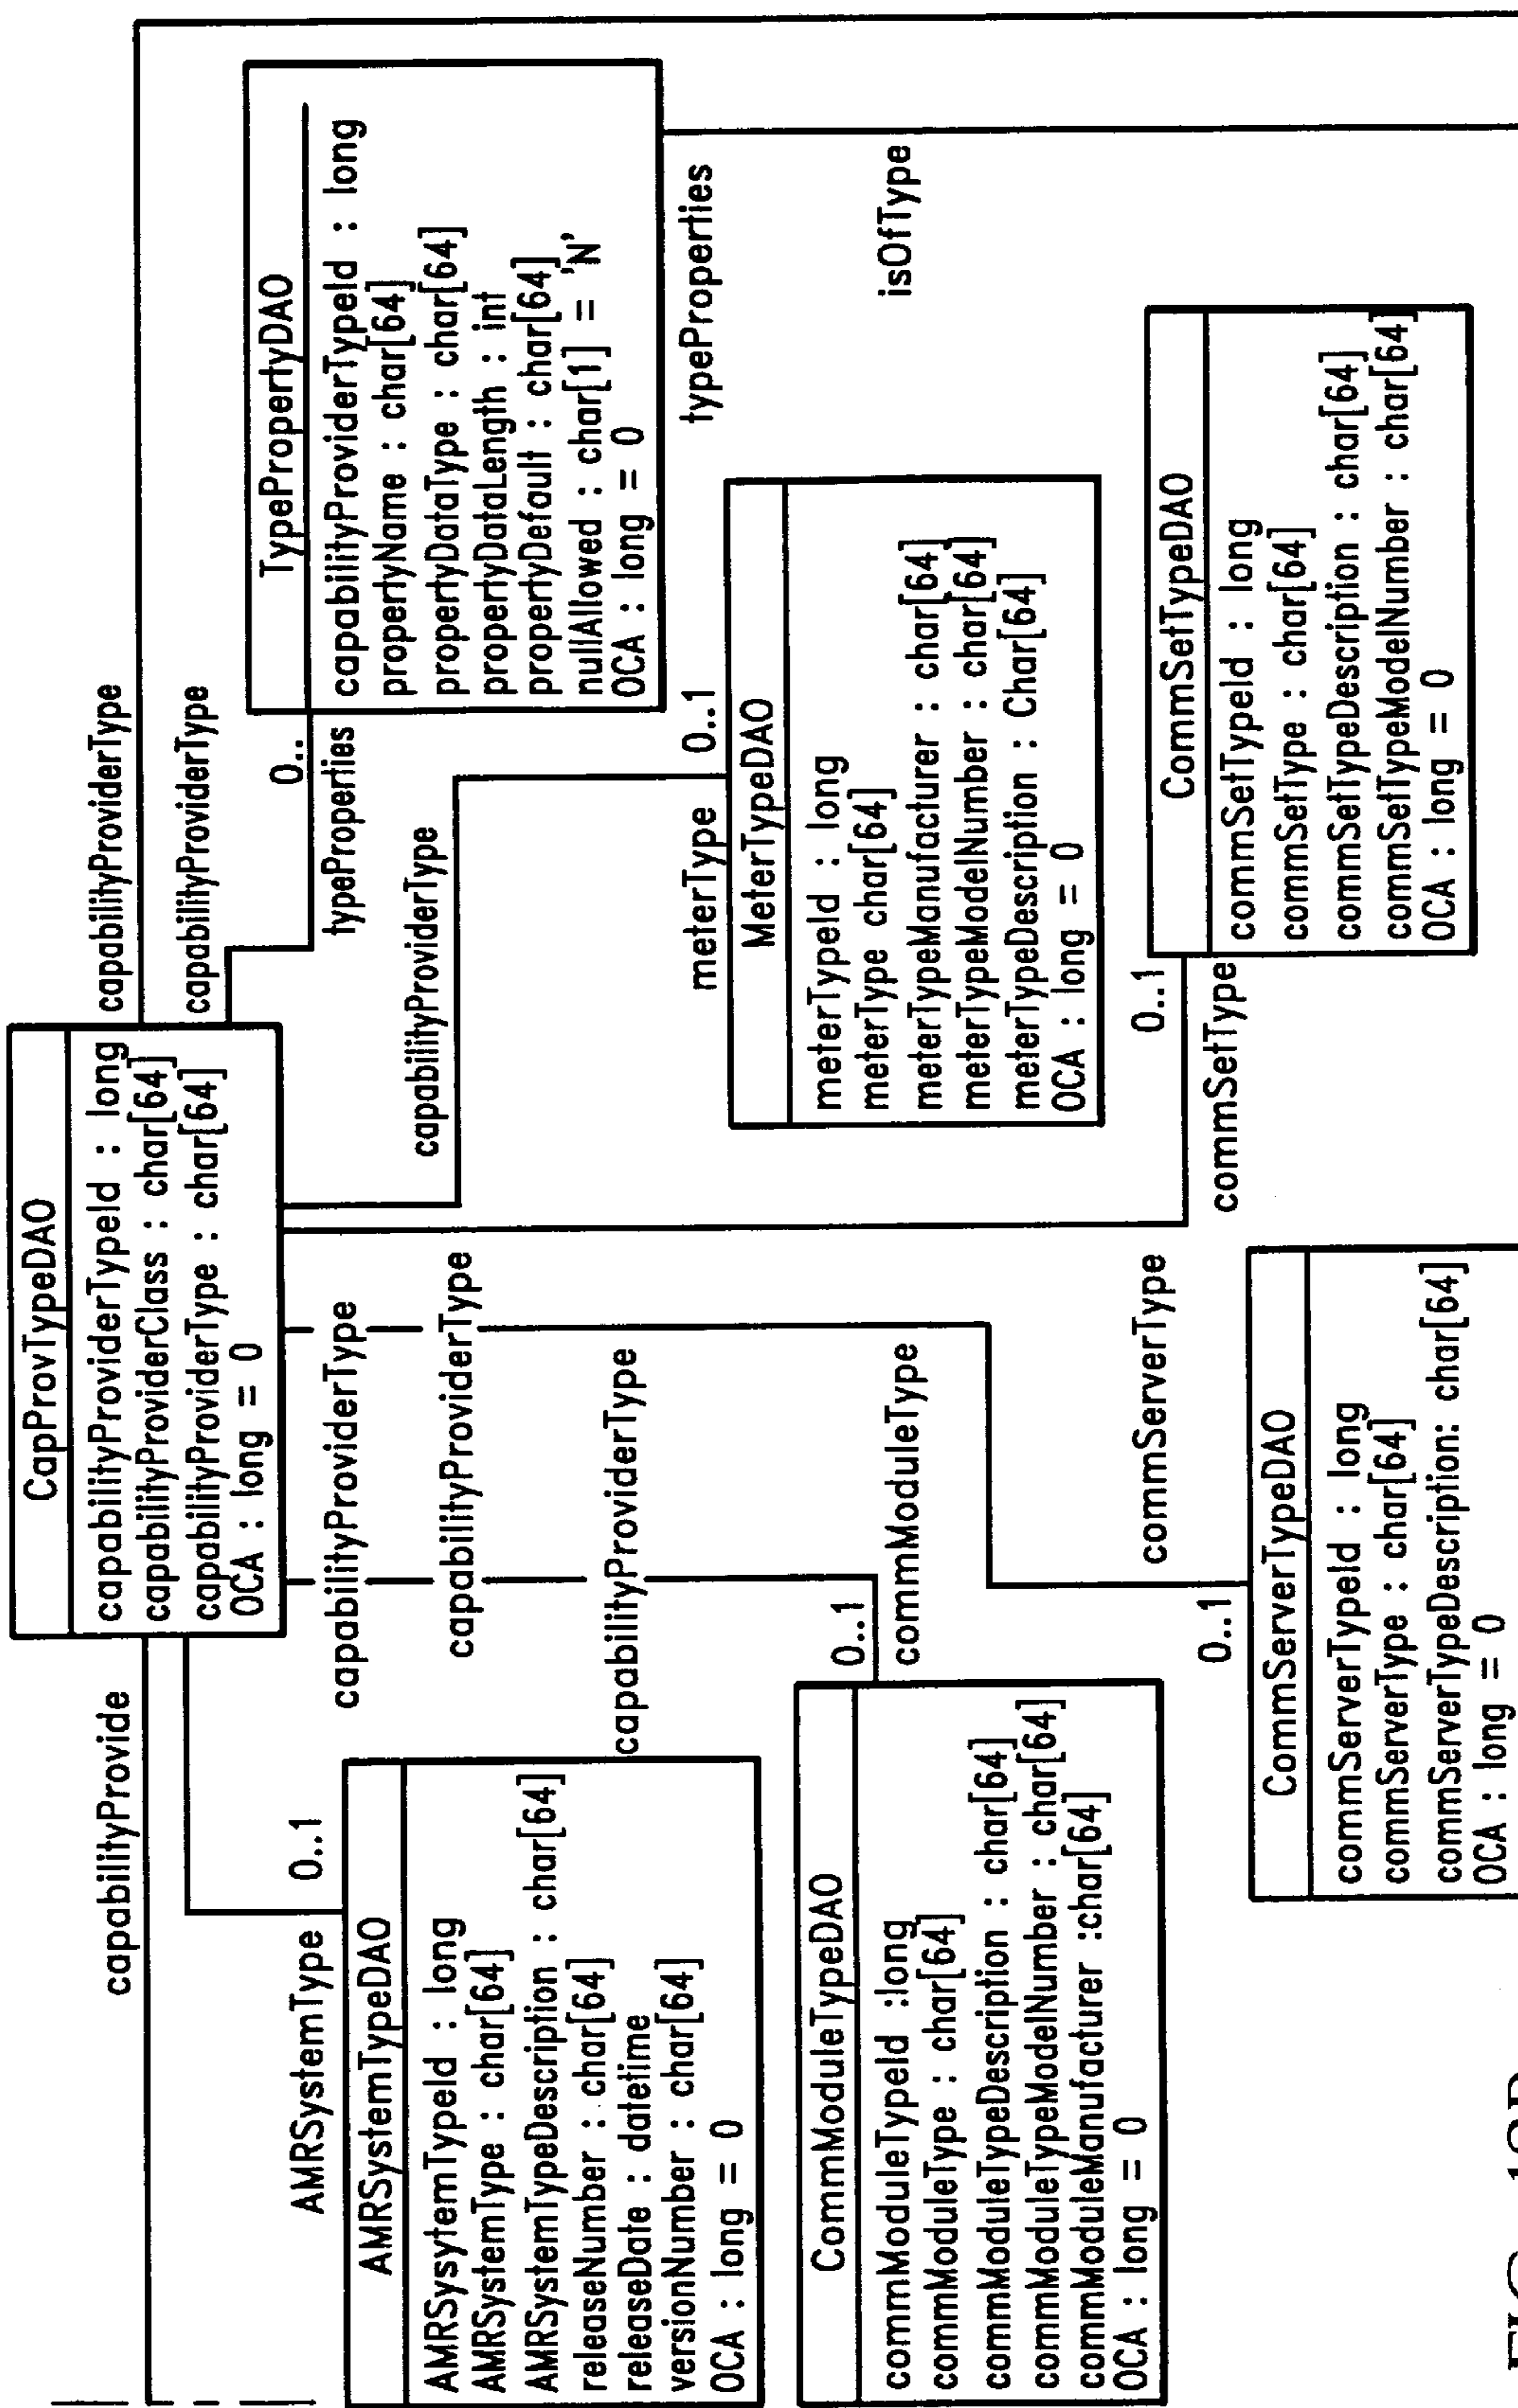 capabilityProvide
CapProvTypeDAO
capabilityProviderTypeId : long
capabilityProviderClass : char[64]
capabilityProviderType : char[64]
OCA : long = 0
capabilityProviderType
capabilityProviderType
0..
typeProperties
TypePropertyDAO
capabilityProviderTypeId : long
propertyName : char[64]
propertyDataType : char[64]
propertyDataLength : int
propertyDefault : char[64]
nullAllowed : char[1] = 'N'
OCA : long = 0
typeProperties
isOfType
AMRSystemType
0..1
AMRSystemTypeDAO
AMRSysytemTypeId : long
AMRSystemType : char[64]
AMRSystemTypeDescription : char[64]
releaseNumber : char[64]
releaseDate : datetime
versionNumber : char[64]
OCA : long = 0
capabilityProviderType
capabilityProviderType
capabilityProviderType
capabilityProviderType
meterType
0..1
MeterTypeDAO
meterTypeId : long
meterType char[64]
meterTypeManufacturer : char[64]
meterTypeModelNumber : char[64]
meterTypeDescription : Char[64]
OCA : long = 0
0..1
commModuleType
CommModuleTypeDAO
commModuleTypeId :long
commModuleType : char[64]
commModuleTypeDescription : char[64]
commModuleTypeModelNumber : char[64]
commModuleManufacturer :char[64]
OCA : long = 0
0..1
commSetType
CommSetTypeDAO
commSetTypeId : long
commSetType : char[64]
commSetTypeDescription : char[64]
commSetTypeModelNumber : char[64]
OCA : long = 0
commServerType
0..1
CommServerTypeDAO
commServerTypeId : long
commServerType : char[64]
commServerTypeDescription: char[64]
OCA : long = 0